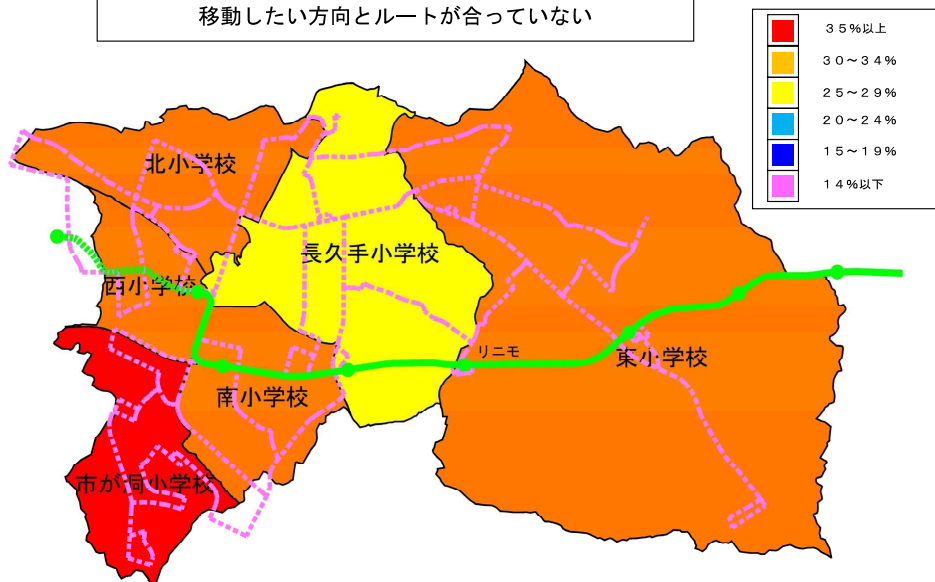 移動したい方向とルートが合っていない
３５%以上
３０～３４%
２５～２９%
２０～２４%
１５～１９%
１４%以下
北小学校
長久手小学校
西小学校
リニモ
東小学校
南小学校
市が洞小学校